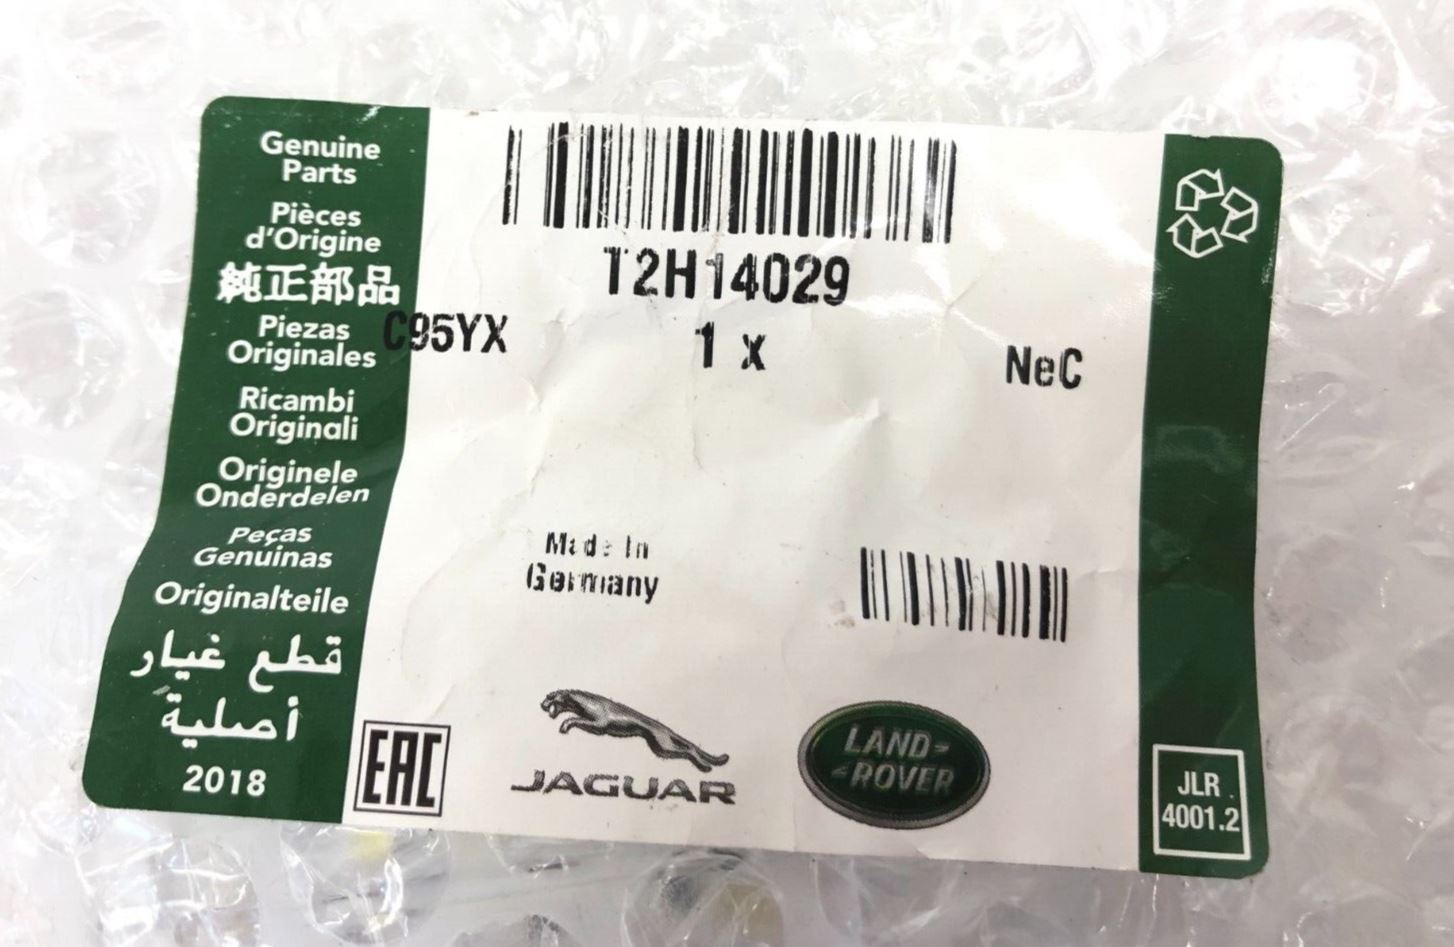 Genuine
Parts
Pièces
d'Origine
純正部品
Piezas
Originales
Ricambi
Originali
Originele
Onderdelen
Peças
Genuinas
Originalteile
قطع غيار
أصلية
2018
T2H14029
C95YX
1 x
NeC
Made In
Germany
EAC
JAGUAR
LAND-
-ROVER
JLR
4001.2